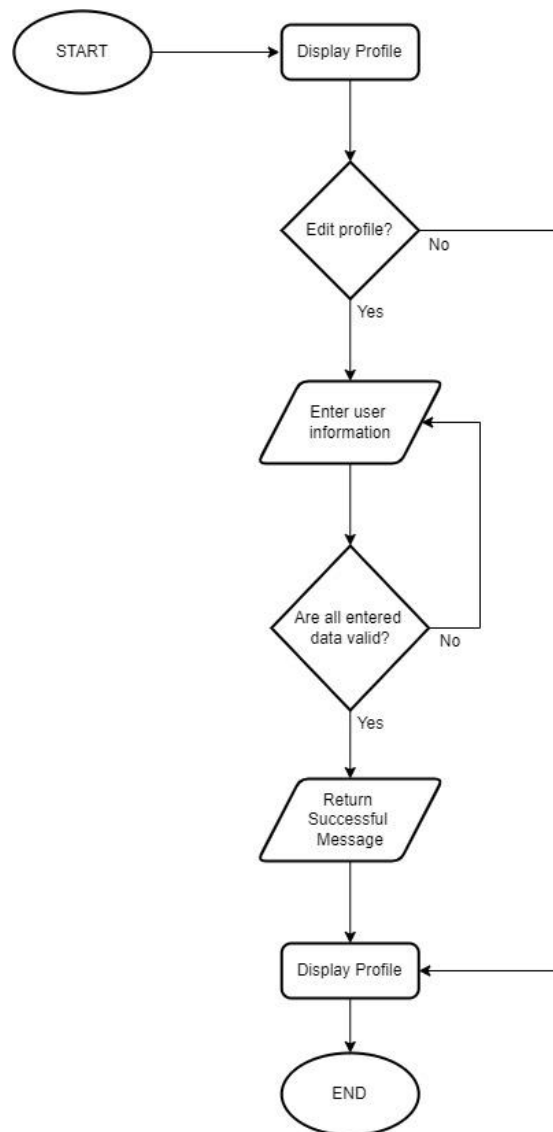 START
Display Profile
Edit profile?
No
Yes
Enter user
information
Are all entered
data valid?
No
Yes
Return
Successful
Message
Display Profile
END